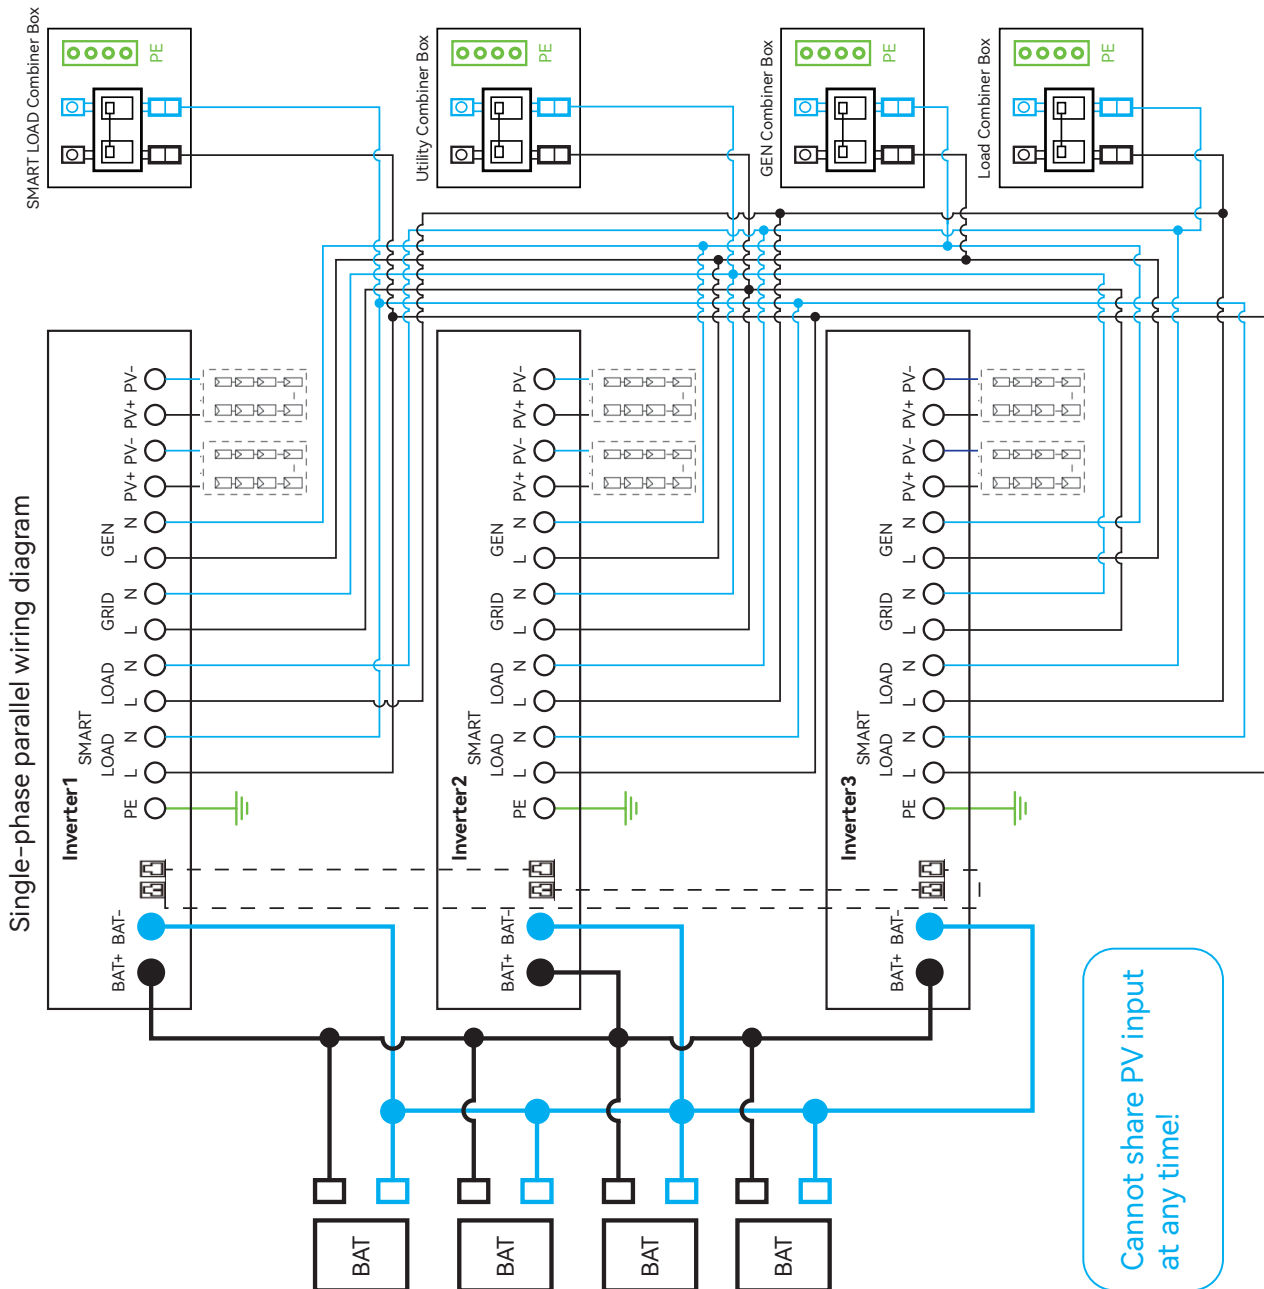 Single-phase parallel wiring diagram
SMART LOAD Combiner Box
PE
Utility Combiner Box
PE
GEN Combiner Box
PE
Load Combiner Box
PE
Inverter1
BAT+
BAT-
PE
SMART
LOAD
L
N
LOAD
L
N
GRID
L
N
GEN
L
N
PV+
PV-
PV+
PV-
Inverter2
BAT+
BAT-
PE
SMART
LOAD
L
N
LOAD
L
N
GRID
L
N
GEN
L
N
PV+
PV-
PV+
PV-
Inverter3
BAT+
BAT-
PE
SMART
LOAD
L
N
LOAD
L
N
GRID
L
N
GEN
L
N
PV+
PV-
PV+
PV-
BAT
BAT
BAT
BAT
Cannot share PV input
at any time!